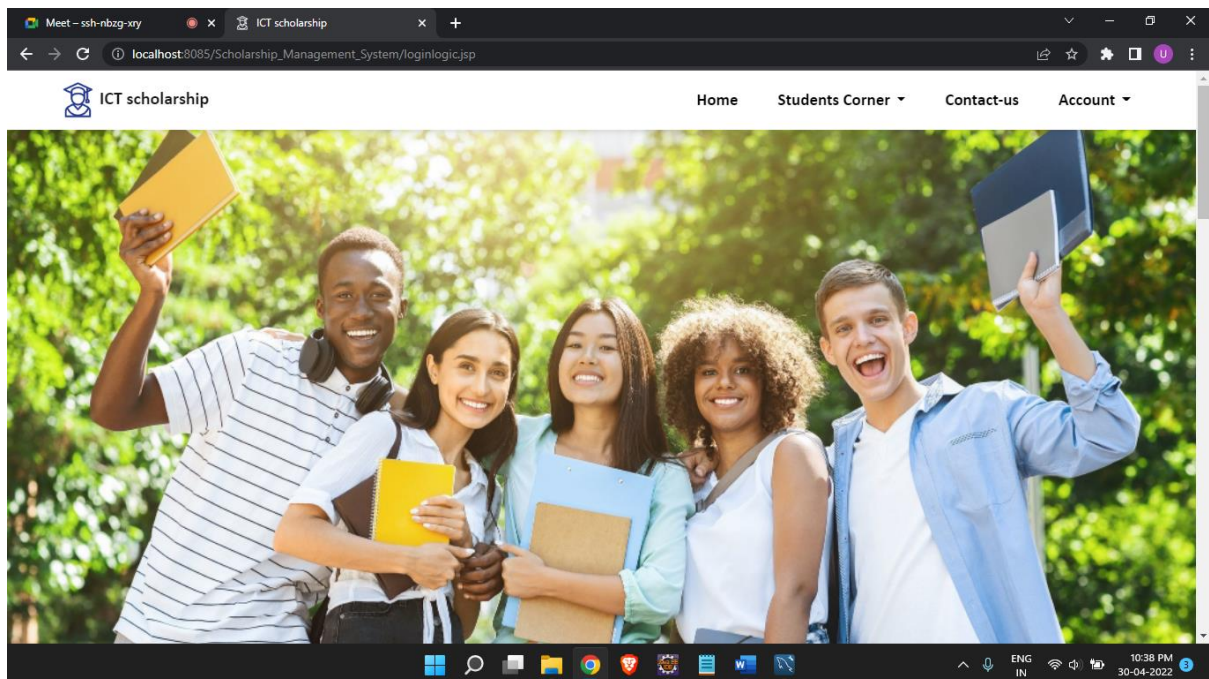 Meet – ssh-nbzg-xry
ICT scholarship
localhost:8085/Scholarship_Management_System/loginlogic.jsp
U
ICT scholarship
Home Students Corner Contact-us Account
W
ENG
IN
10:38 PM
30-04-2022
3